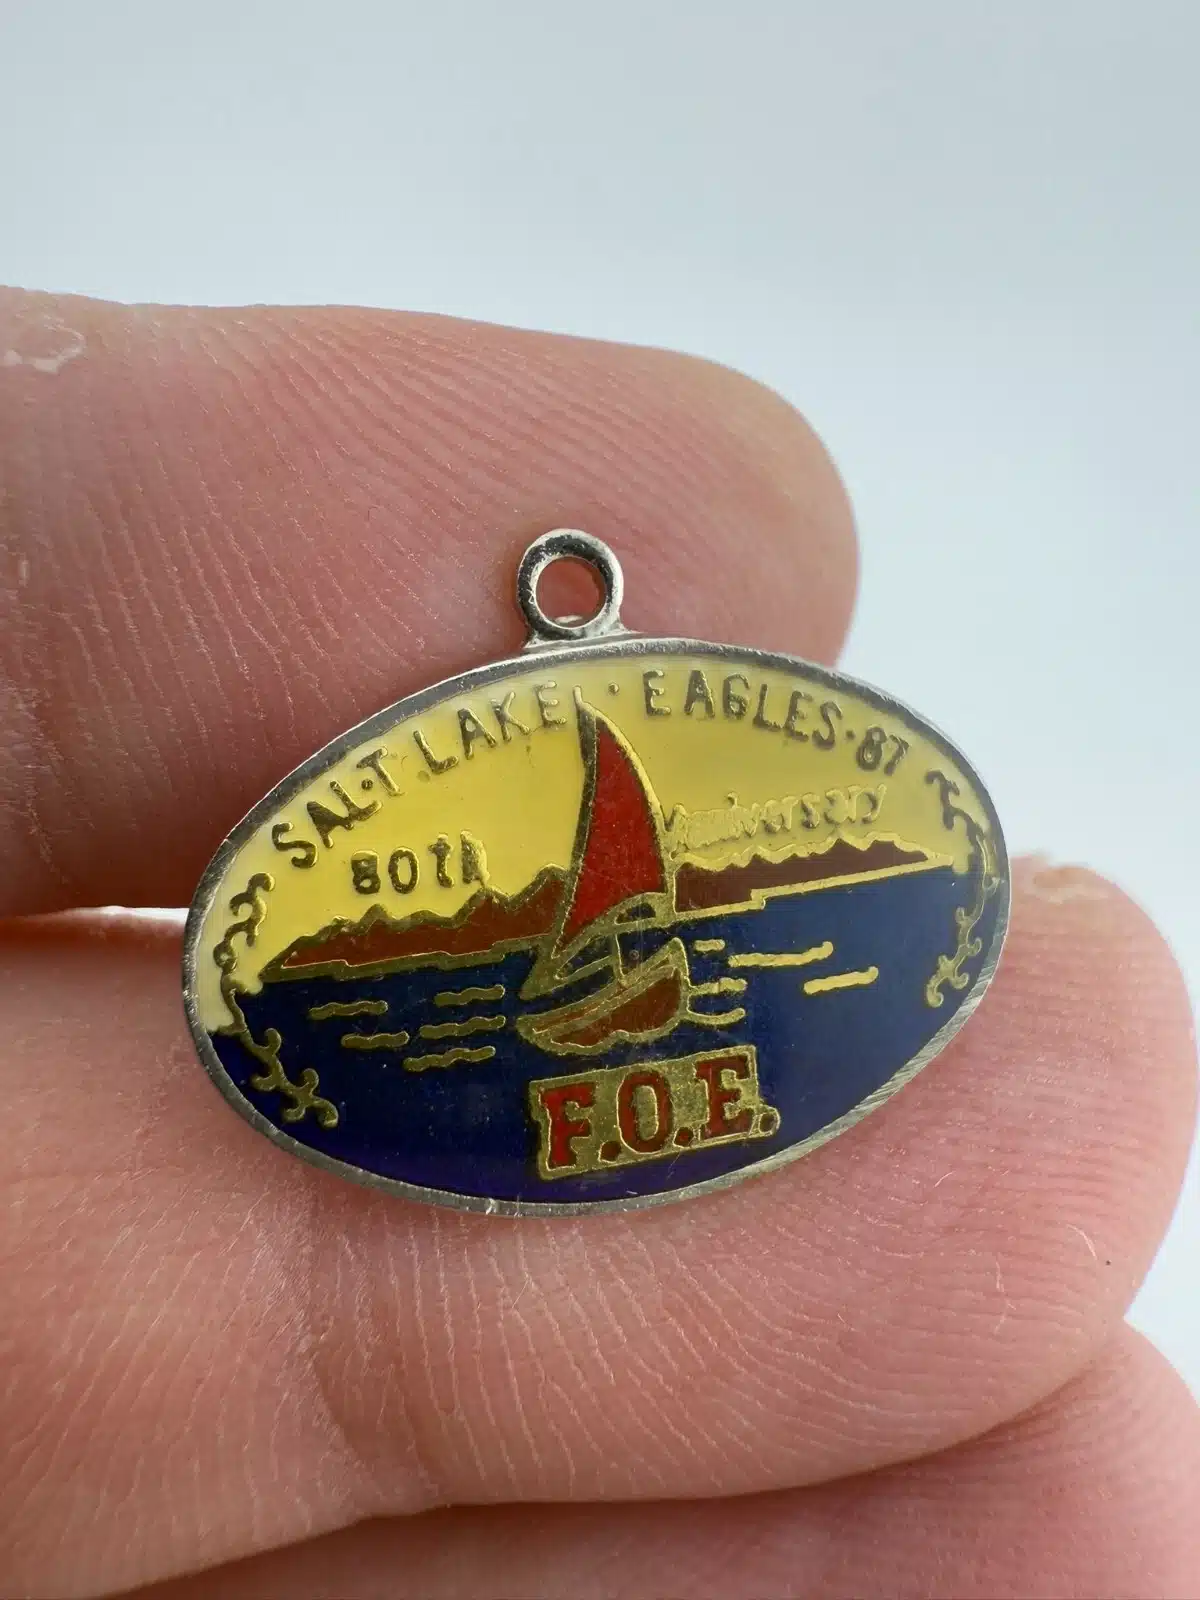 SALT LAKE · EAGLES · 87
80th Anniversary
F.O.E.